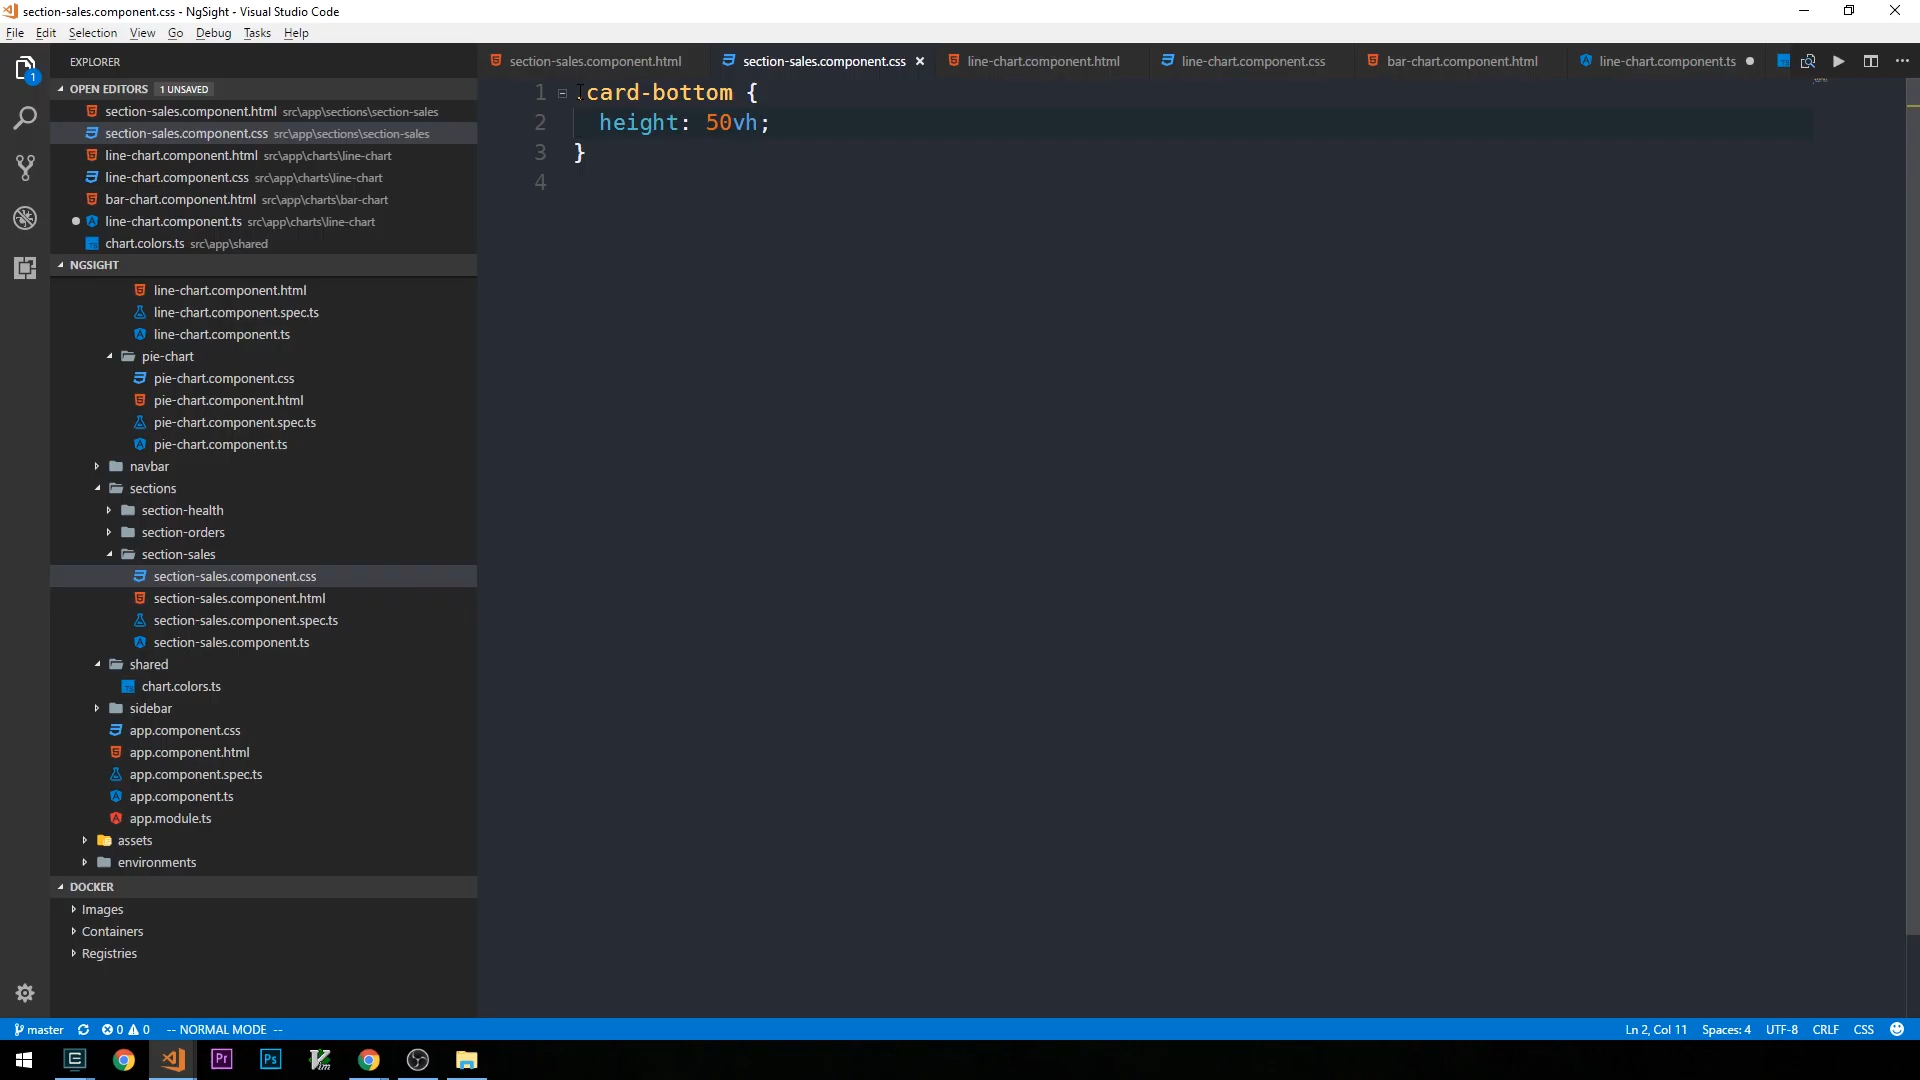 section-sales.component.css - NgSight - Visual Studio Code
File Edit Selection View Go Debug Tasks Help
EXPLORER
OPEN EDITORS 1 UNSAVED
section-sales.component.html src\app\sections\section-sales
section-sales.component.css src\app\sections\section-sales
line-chart.component.html src\app\charts\line-chart
line-chart.component.css src\app\charts\line-chart
bar-chart.component.html src\app\charts\bar-chart
line-chart.component.ts src\app\charts\line-chart
chart.colors.ts src\app\shared
NGSIGHT
line-chart.component.html
line-chart.component.spec.ts
line-chart.component.ts
pie-chart
pie-chart.component.css
pie-chart.component.html
pie-chart.component.spec.ts
pie-chart.component.ts
navbar
sections
section-health
section-orders
section-sales
section-sales.component.css
section-sales.component.html
section-sales.component.spec.ts
section-sales.component.ts
shared
chart.colors.ts
sidebar
app.component.css
app.component.html
app.component.spec.ts
app.component.ts
app.module.ts
assets
environments
DOCKER
Images
Containers
Registries
section-sales.component.html section-sales.component.css line-chart.component.html line-chart.component.css bar-chart.component.html line-chart.component.ts
1 .card-bottom {
2 height: 50vh;
3 }
4
master 0 0 -- NORMAL MODE -- Ln 2, Col 11 Spaces: 4 UTF-8 CRLF CSS
1
Pr
Ps
Vim